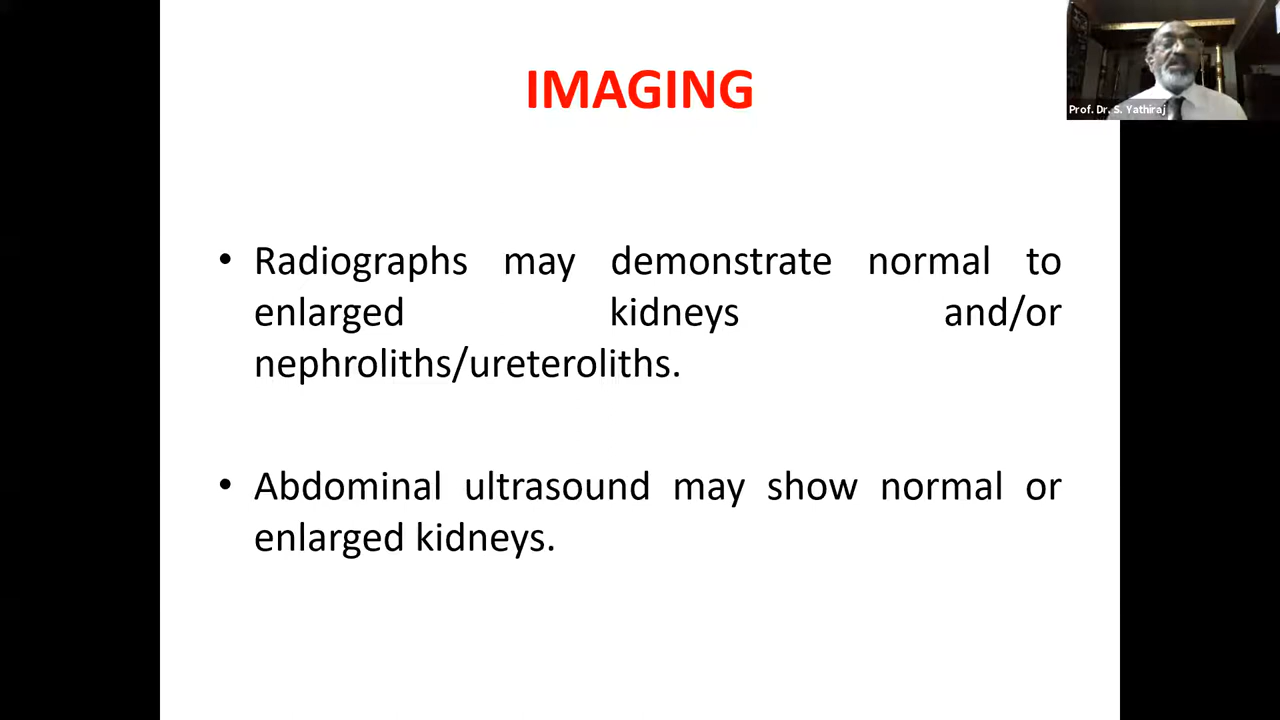 IMAGING
Prof. Dr. S. Yathiraj
• Radiographs may demonstrate normal to
enlarged kidneys and/or
nephroliths/ureteroliths.
• Abdominal ultrasound may show normal or
enlarged kidneys.